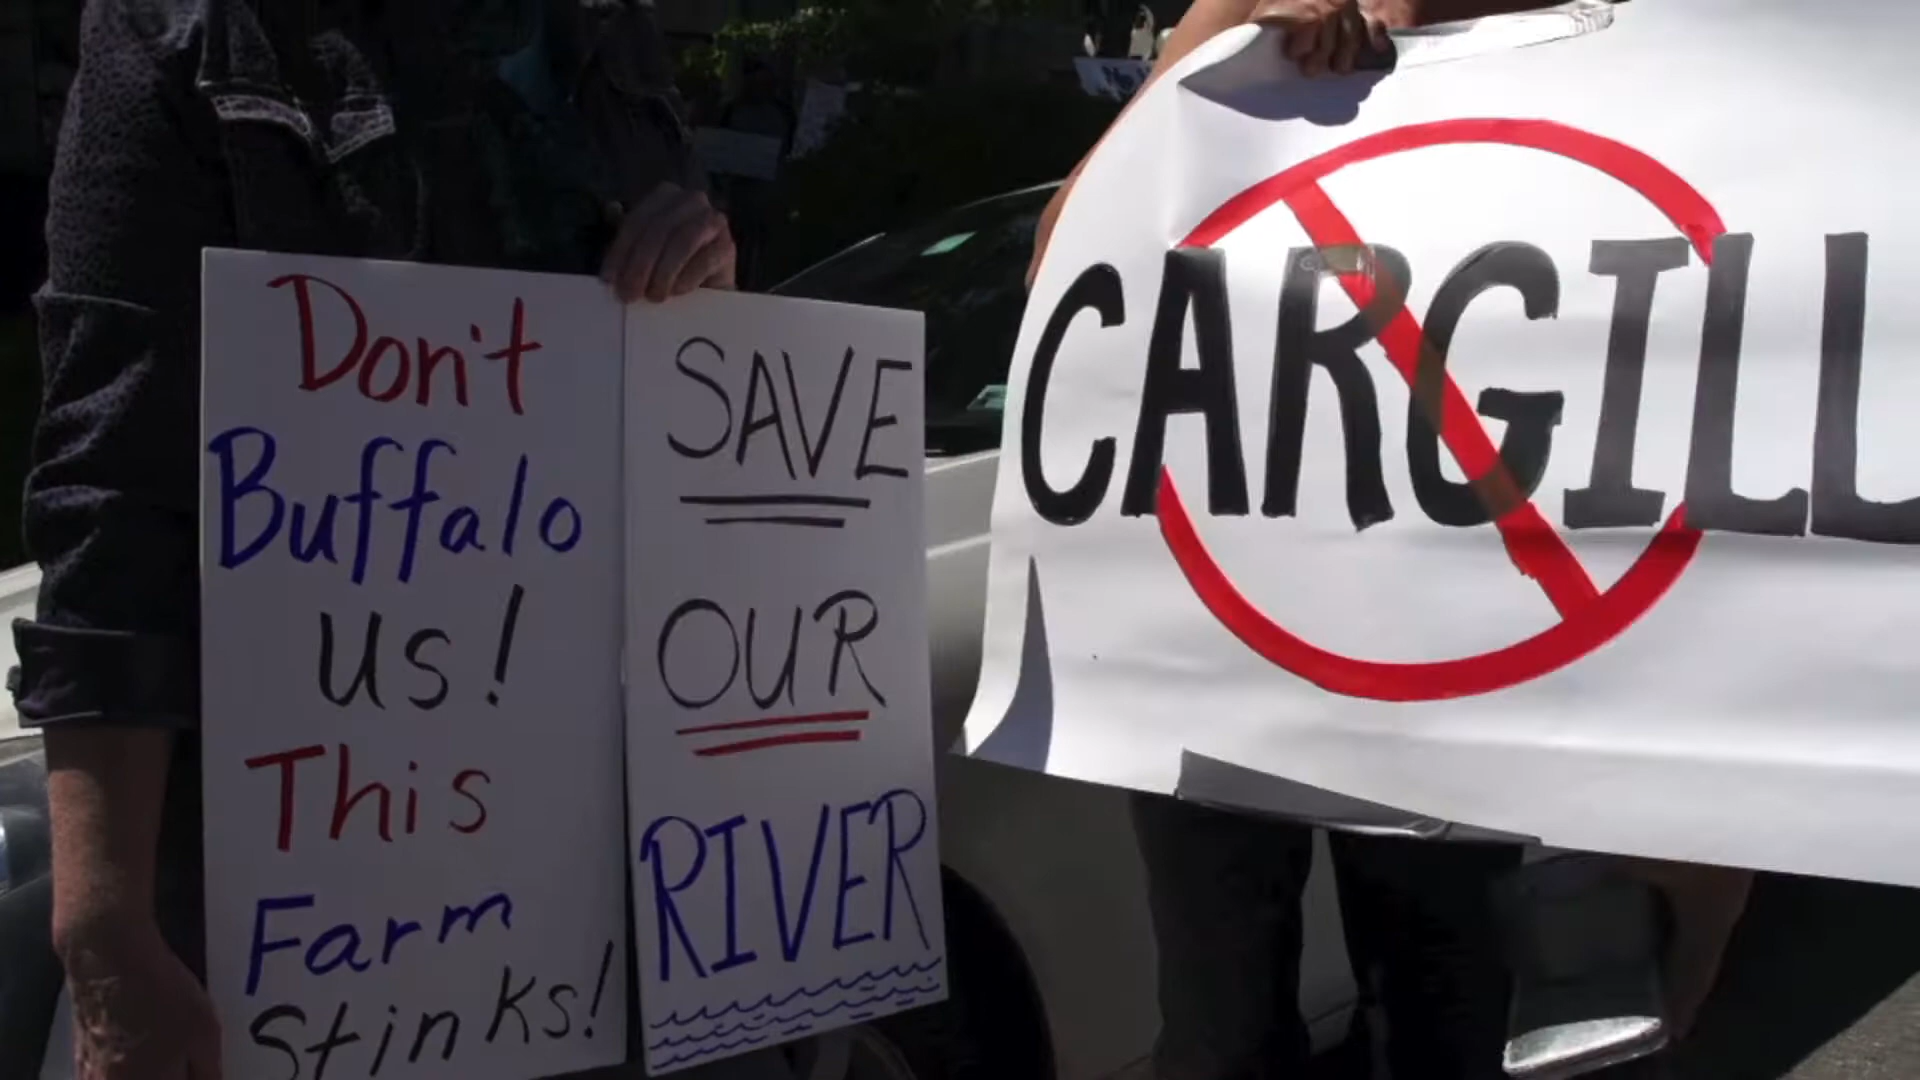 Don't
Buffalo
us!
This
Farm
Stinks!
SAVE
OUR
RIVER
CARGILL